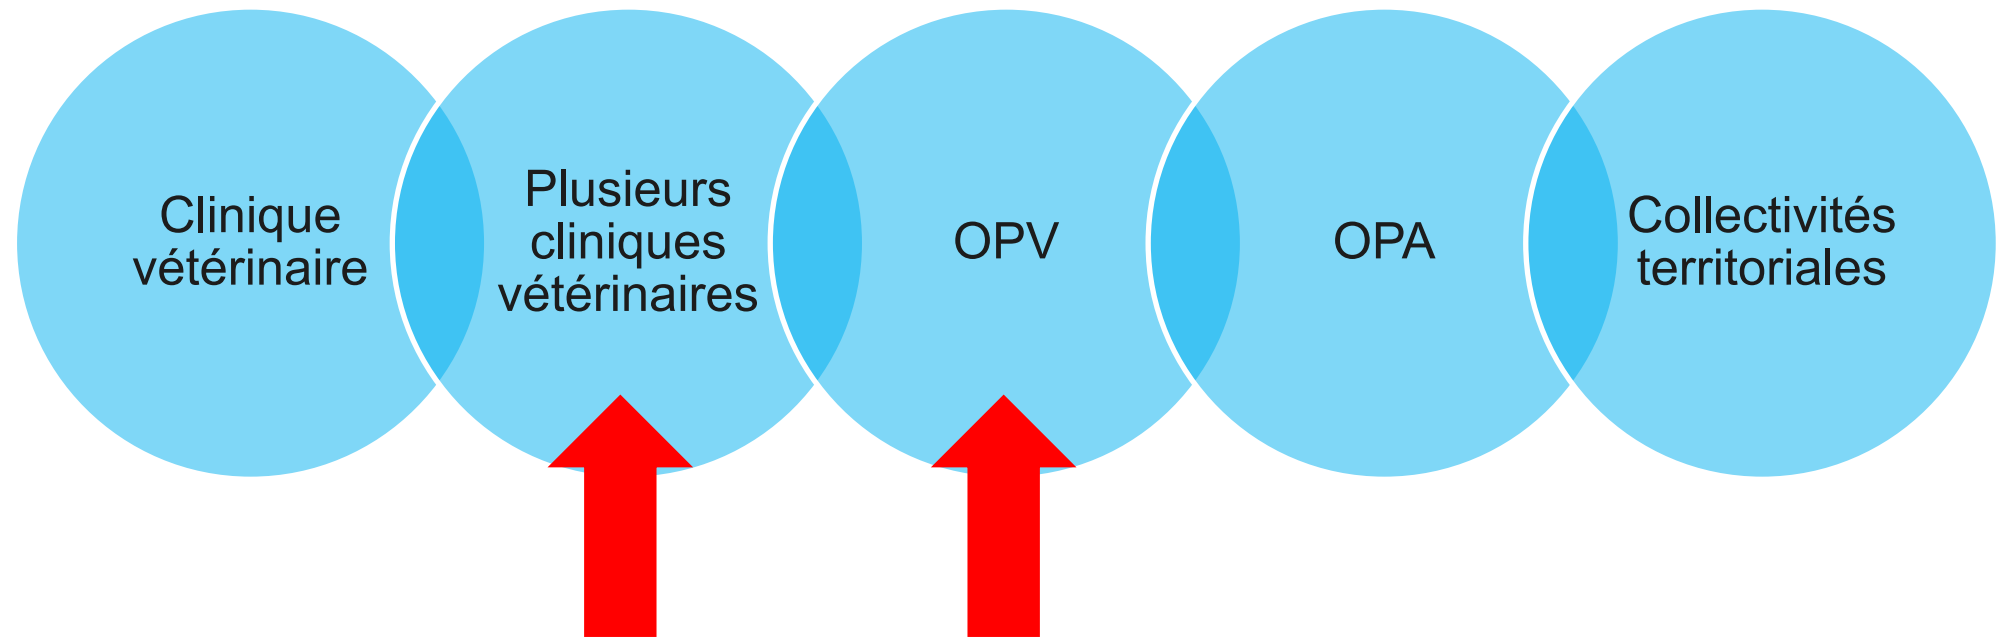 Clinique
vétérinaire
Plusieurs
cliniques
vétérinaires
OPV
OPA
Collectivités
territoriales